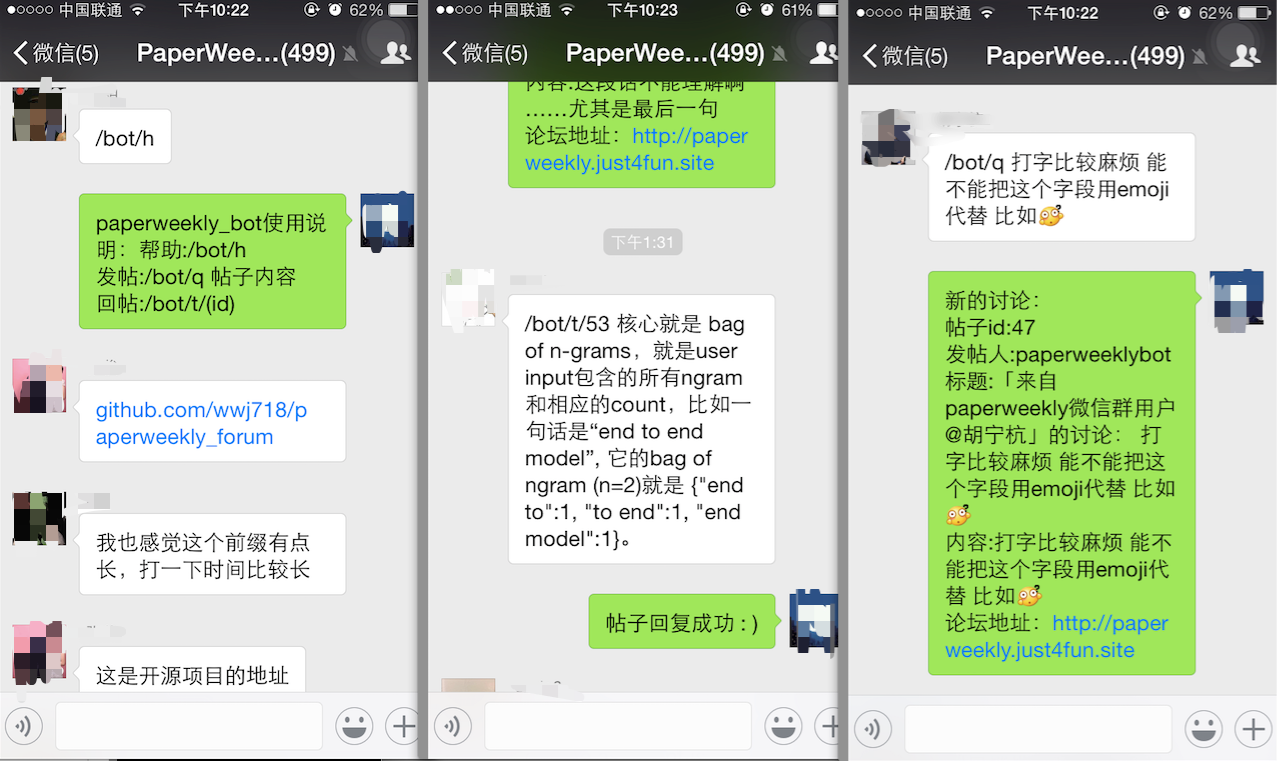 中国联通 下午10:22 62%
微信(5) PaperWee...(499)
/bot/h
paperweekly_bot使用说
明：帮助:/bot/h
发帖:/bot/q 帖子内容
回帖:/bot/t/(id)
github.com/wwj718/p
aperweekly_forum
我也感觉这个前缀有点
长，打一下时间比较长
这是开源项目的地址
中国联通 下午10:23 61%
微信(5) PaperWee...(499)
内容:这段话不能理解啊
……尤其是最后一句
论坛地址：http://paper
weekly.just4fun.site
下午1:31
/bot/t/53 核心就是 bag
of n-grams，就是user
input包含的所有ngram
和相应的count，比如一
句话是“end to end
model”, 它的bag of
ngram (n=2)就是 {"end
to":1, "to end":1, "end
model":1}。
帖子回复成功 : )
中国联通 下午10:22 62%
微信(5) PaperWee...(499)
/bot/q 打字比较麻烦 能
不能把这个字段用emoji
代替 比如
新的讨论：
帖子id:47
发帖人:paperweeklybot
标题:「来自
paperweekly微信群用户
@胡宁杭」的讨论： 打
字比较麻烦 能不能把这
个字段用emoji代替 比如
内容:打字比较麻烦 能不
能把这个字段用emoji代
替 比如
论坛地址：http://paper
weekly.just4fun.site